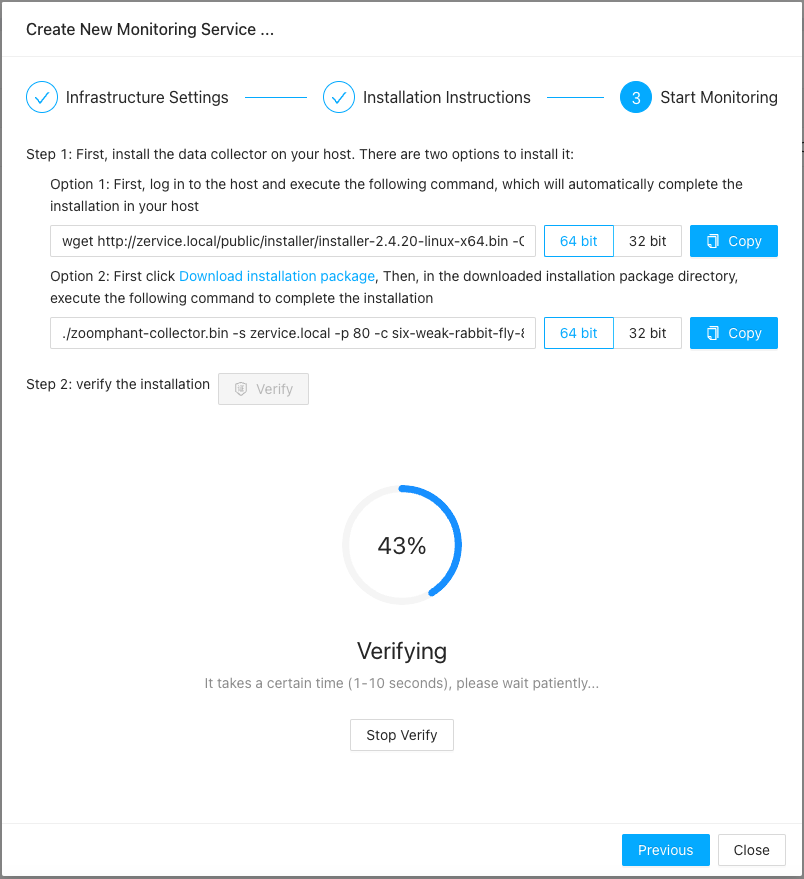 Create New Monitoring Service ...
Infrastructure Settings
Installation Instructions
3 Start Monitoring
Step 1: First, install the data collector on your host. There are two options to install it:
Option 1: First, log in to the host and execute the following command, which will automatically complete the
installation in your host
wget http://zervice.local/public/installer/installer-2.4.20-linux-x64.bin 64 bit 32 bit Copy
Option 2: First click Download installation package, Then, in the downloaded installation package directory,
execute the following command to complete the installation
./zoomphant-collector.bin -s zervice.local -p 80 -c six-weak-rabbit-fly- 64 bit 32 bit Copy
Step 2: verify the installation Verify
43%
Verifying
It takes a certain time (1-10 seconds), please wait patiently...
Stop Verify
Previous Close